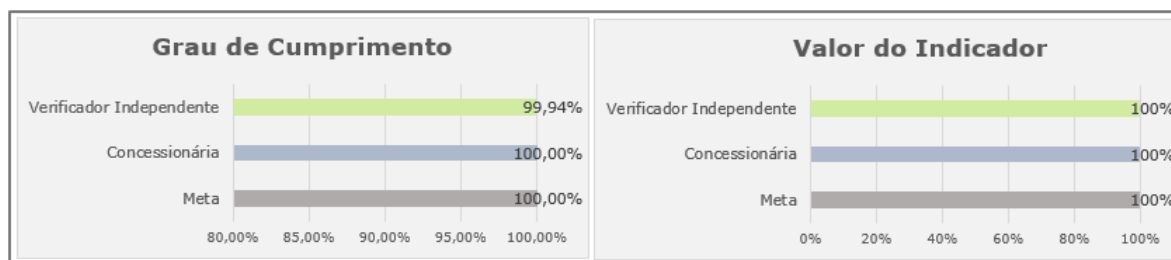 Grau de Cumprimento
Verificador Independente 99,94%
Concessionária 100,00%
Meta 100,00%
80,00% 85,00% 90,00% 95,00% 100,00%
Valor do Indicador
Verificador Independente 100%
Concessionária 100%
Meta 100%
0% 20% 40% 60% 80% 100%